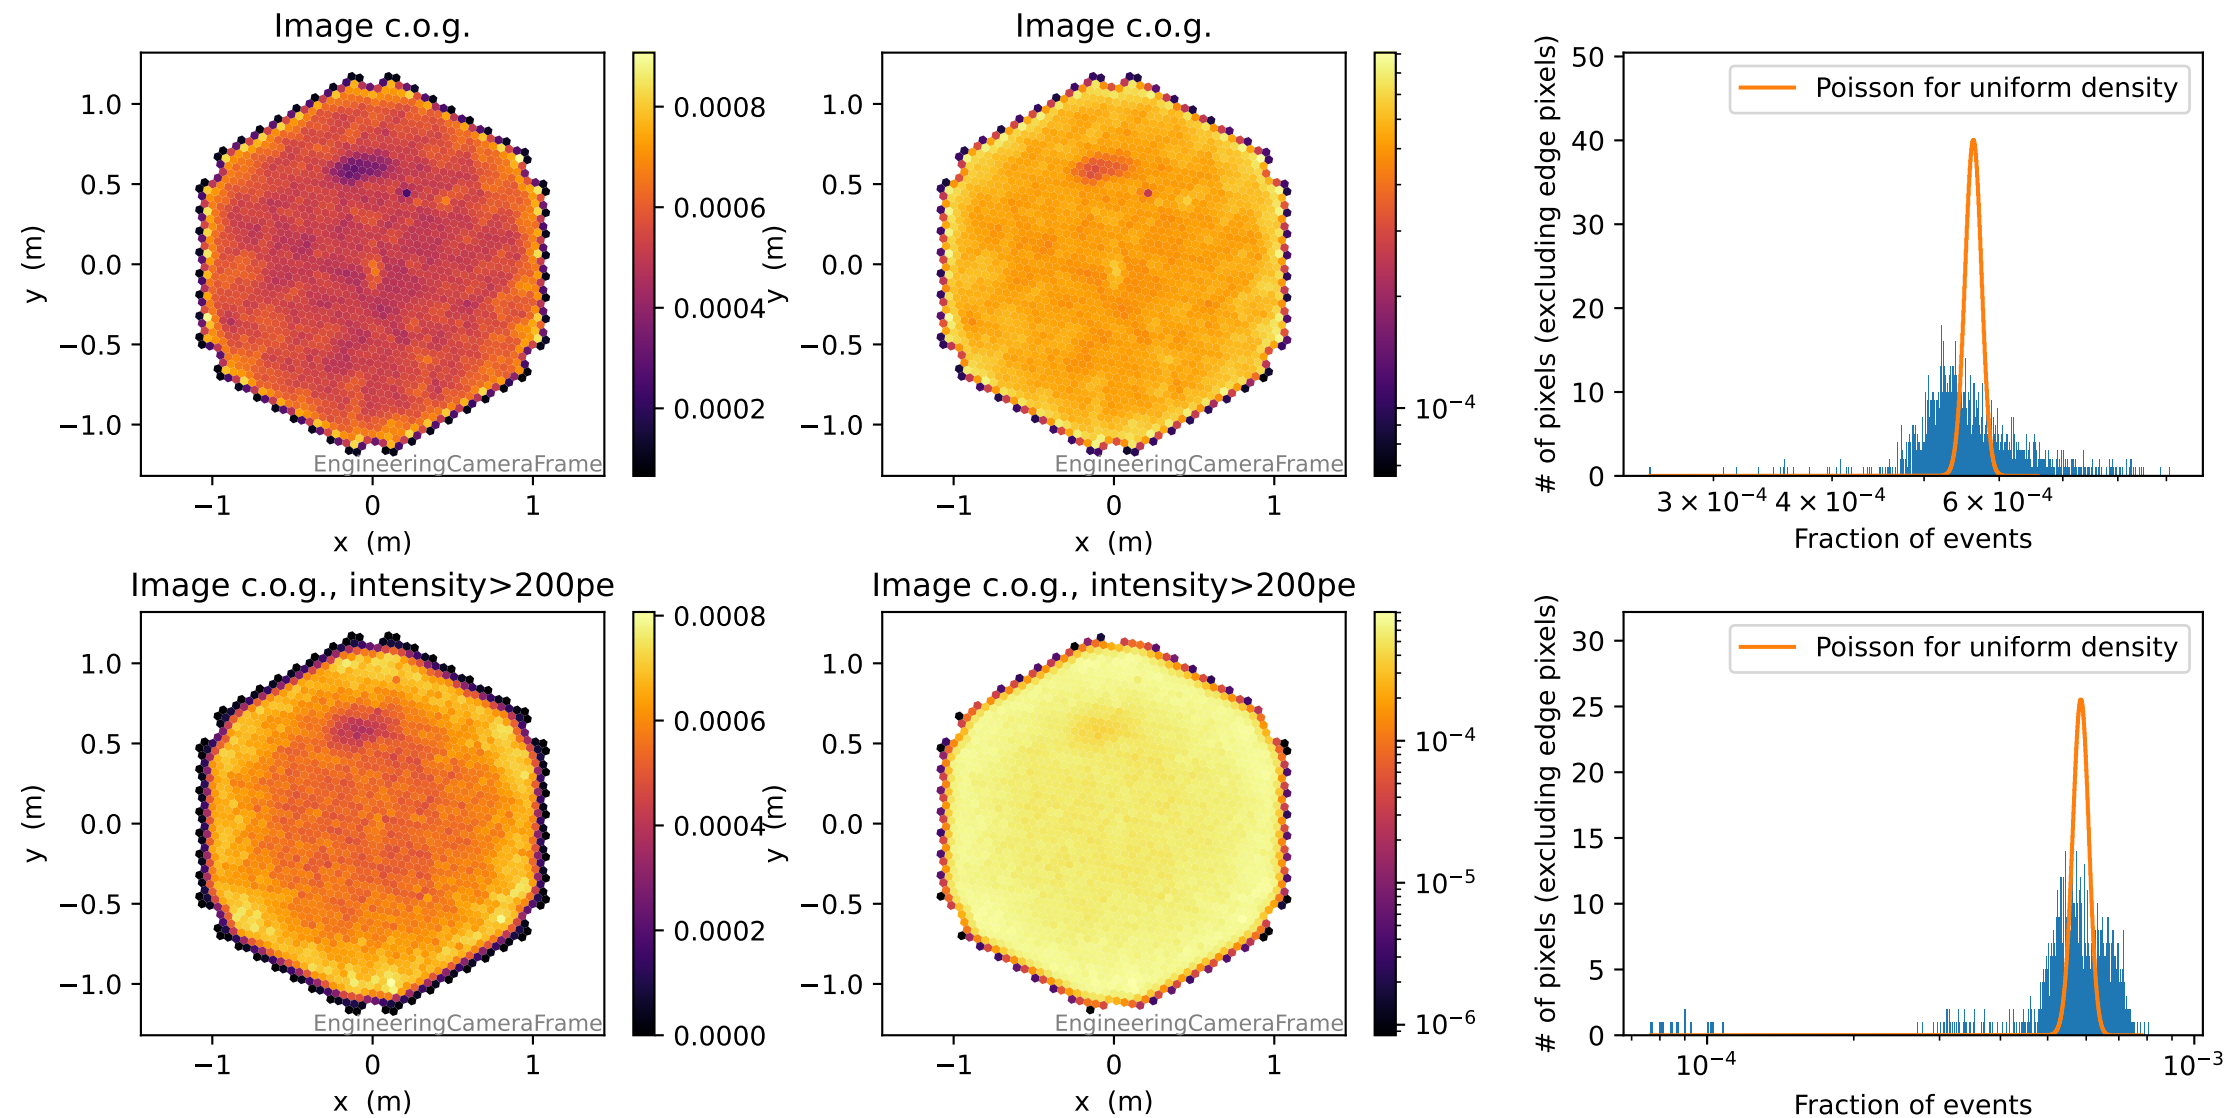 Image c.o.g.
1.0
0.5
0.0
−0.5
−1.0
y (m)
−1 0 1
x (m)
EngineeringCameraFrame
0.0008
0.0006
0.0004
0.0002
Image c.o.g.
1.0
0.5
0.0
−0.5
−1.0
y (m)
−1 0 1
x (m)
EngineeringCameraFrame
10⁻⁴
Poisson for uniform density
50
40
30
20
10
0
# of pixels (excluding edge pixels)
3 × 10⁻⁴ 4 × 10⁻⁴ 6 × 10⁻⁴
Fraction of events
Image c.o.g., intensity>200pe
1.0
0.5
0.0
−0.5
−1.0
y (m)
−1 0 1
x (m)
EngineeringCameraFrame
0.0008
0.0006
0.0004
0.0002
0.0000
Image c.o.g., intensity>200pe
1.0
0.5
0.0
−0.5
−1.0
y (m)
−1 0 1
x (m)
EngineeringCameraFrame
10⁻⁴
10⁻⁵
10⁻⁶
Poisson for uniform density
30
25
20
15
10
5
0
# of pixels (excluding edge pixels)
10⁻⁴ 10⁻³
Fraction of events